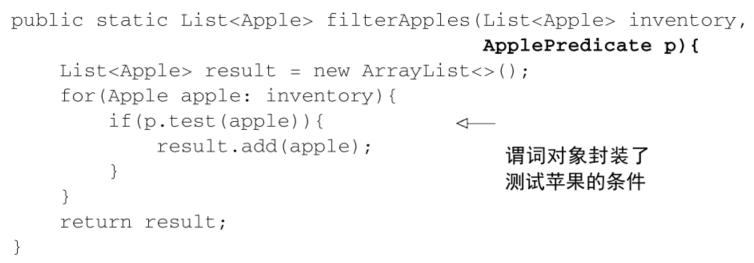 public static List<Apple> filterApples(List<Apple> inventory,
ApplePredicate p){
List<Apple> result = new ArrayList<>();
for(Apple apple: inventory){
if(p.test(apple)){
result.add(apple);
}
}
return result;
}
谓词对象封装了
测试苹果的条件